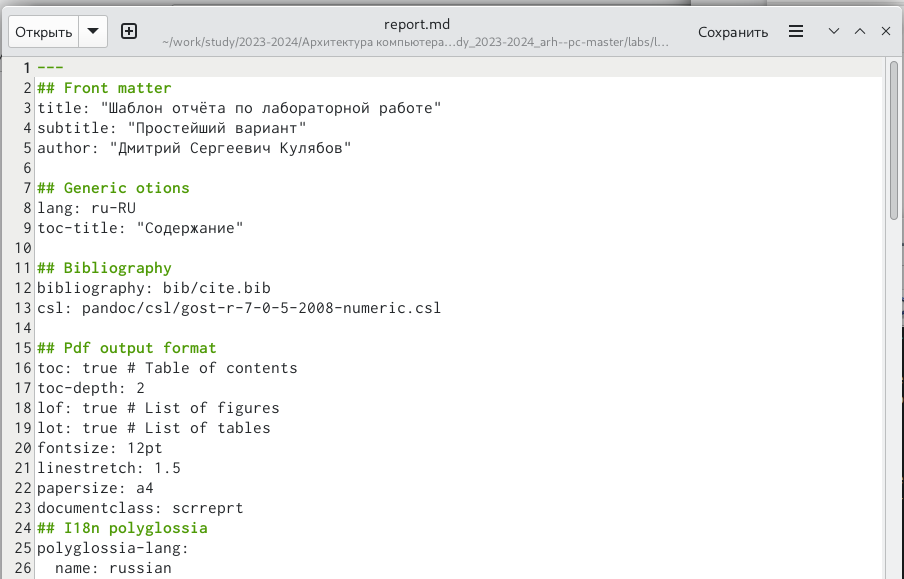 Открыть
report.md
~/work/study/2023-2024/Архитектура компьютера…dy_2023-2024_arh--pc-master/labs/l…
Сохранить
1 ---
2 ## Front matter
3 title: "Шаблон отчёта по лабораторной работе"
4 subtitle: "Простейший вариант"
5 author: "Дмитрий Сергеевич Кулябов"
6
7 ## Generic otions
8 lang: ru-RU
9 toc-title: "Содержание"
10
11 ## Bibliography
12 bibliography: bib/cite.bib
13 csl: pandoc/csl/gost-r-7-0-5-2008-numeric.csl
14
15 ## Pdf output format
16 toc: true # Table of contents
17 toc-depth: 2
18 lof: true # List of figures
19 lot: true # List of tables
20 fontsize: 12pt
21 linestretch: 1.5
22 papersize: a4
23 documentclass: scrreprt
24 ## I18n polyglossia
25 polyglossia-lang:
26   name: russian